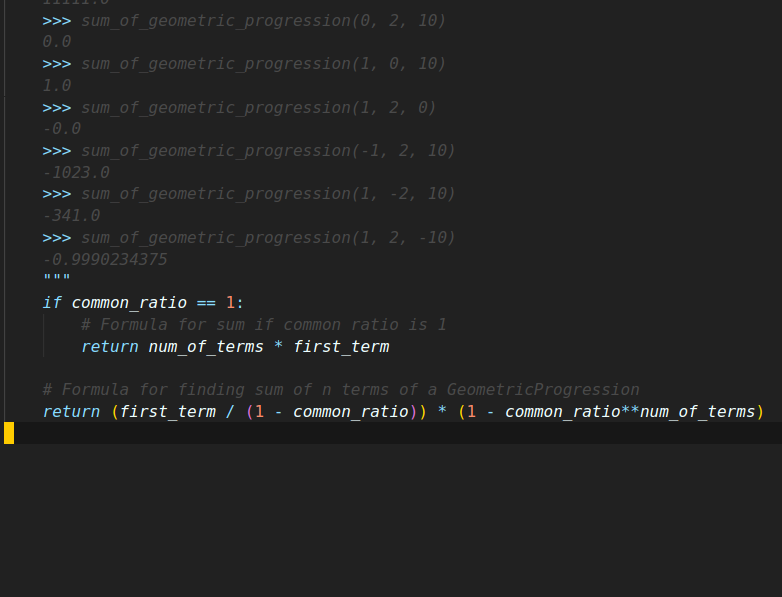 11111.0
>>> sum_of_geometric_progression(0, 2, 10)
0.0
>>> sum_of_geometric_progression(1, 0, 10)
1.0
>>> sum_of_geometric_progression(1, 2, 0)
-0.0
>>> sum_of_geometric_progression(-1, 2, 10)
-1023.0
>>> sum_of_geometric_progression(1, -2, 10)
-341.0
>>> sum_of_geometric_progression(1, 2, -10)
-0.9990234375
"""
if common_ratio == 1:
# Formula for sum if common ratio is 1
return num_of_terms * first_term
# Formula for finding sum of n terms of a GeometricProgression
return (first_term / (1 - common_ratio)) * (1 - common_ratio**num_of_terms)